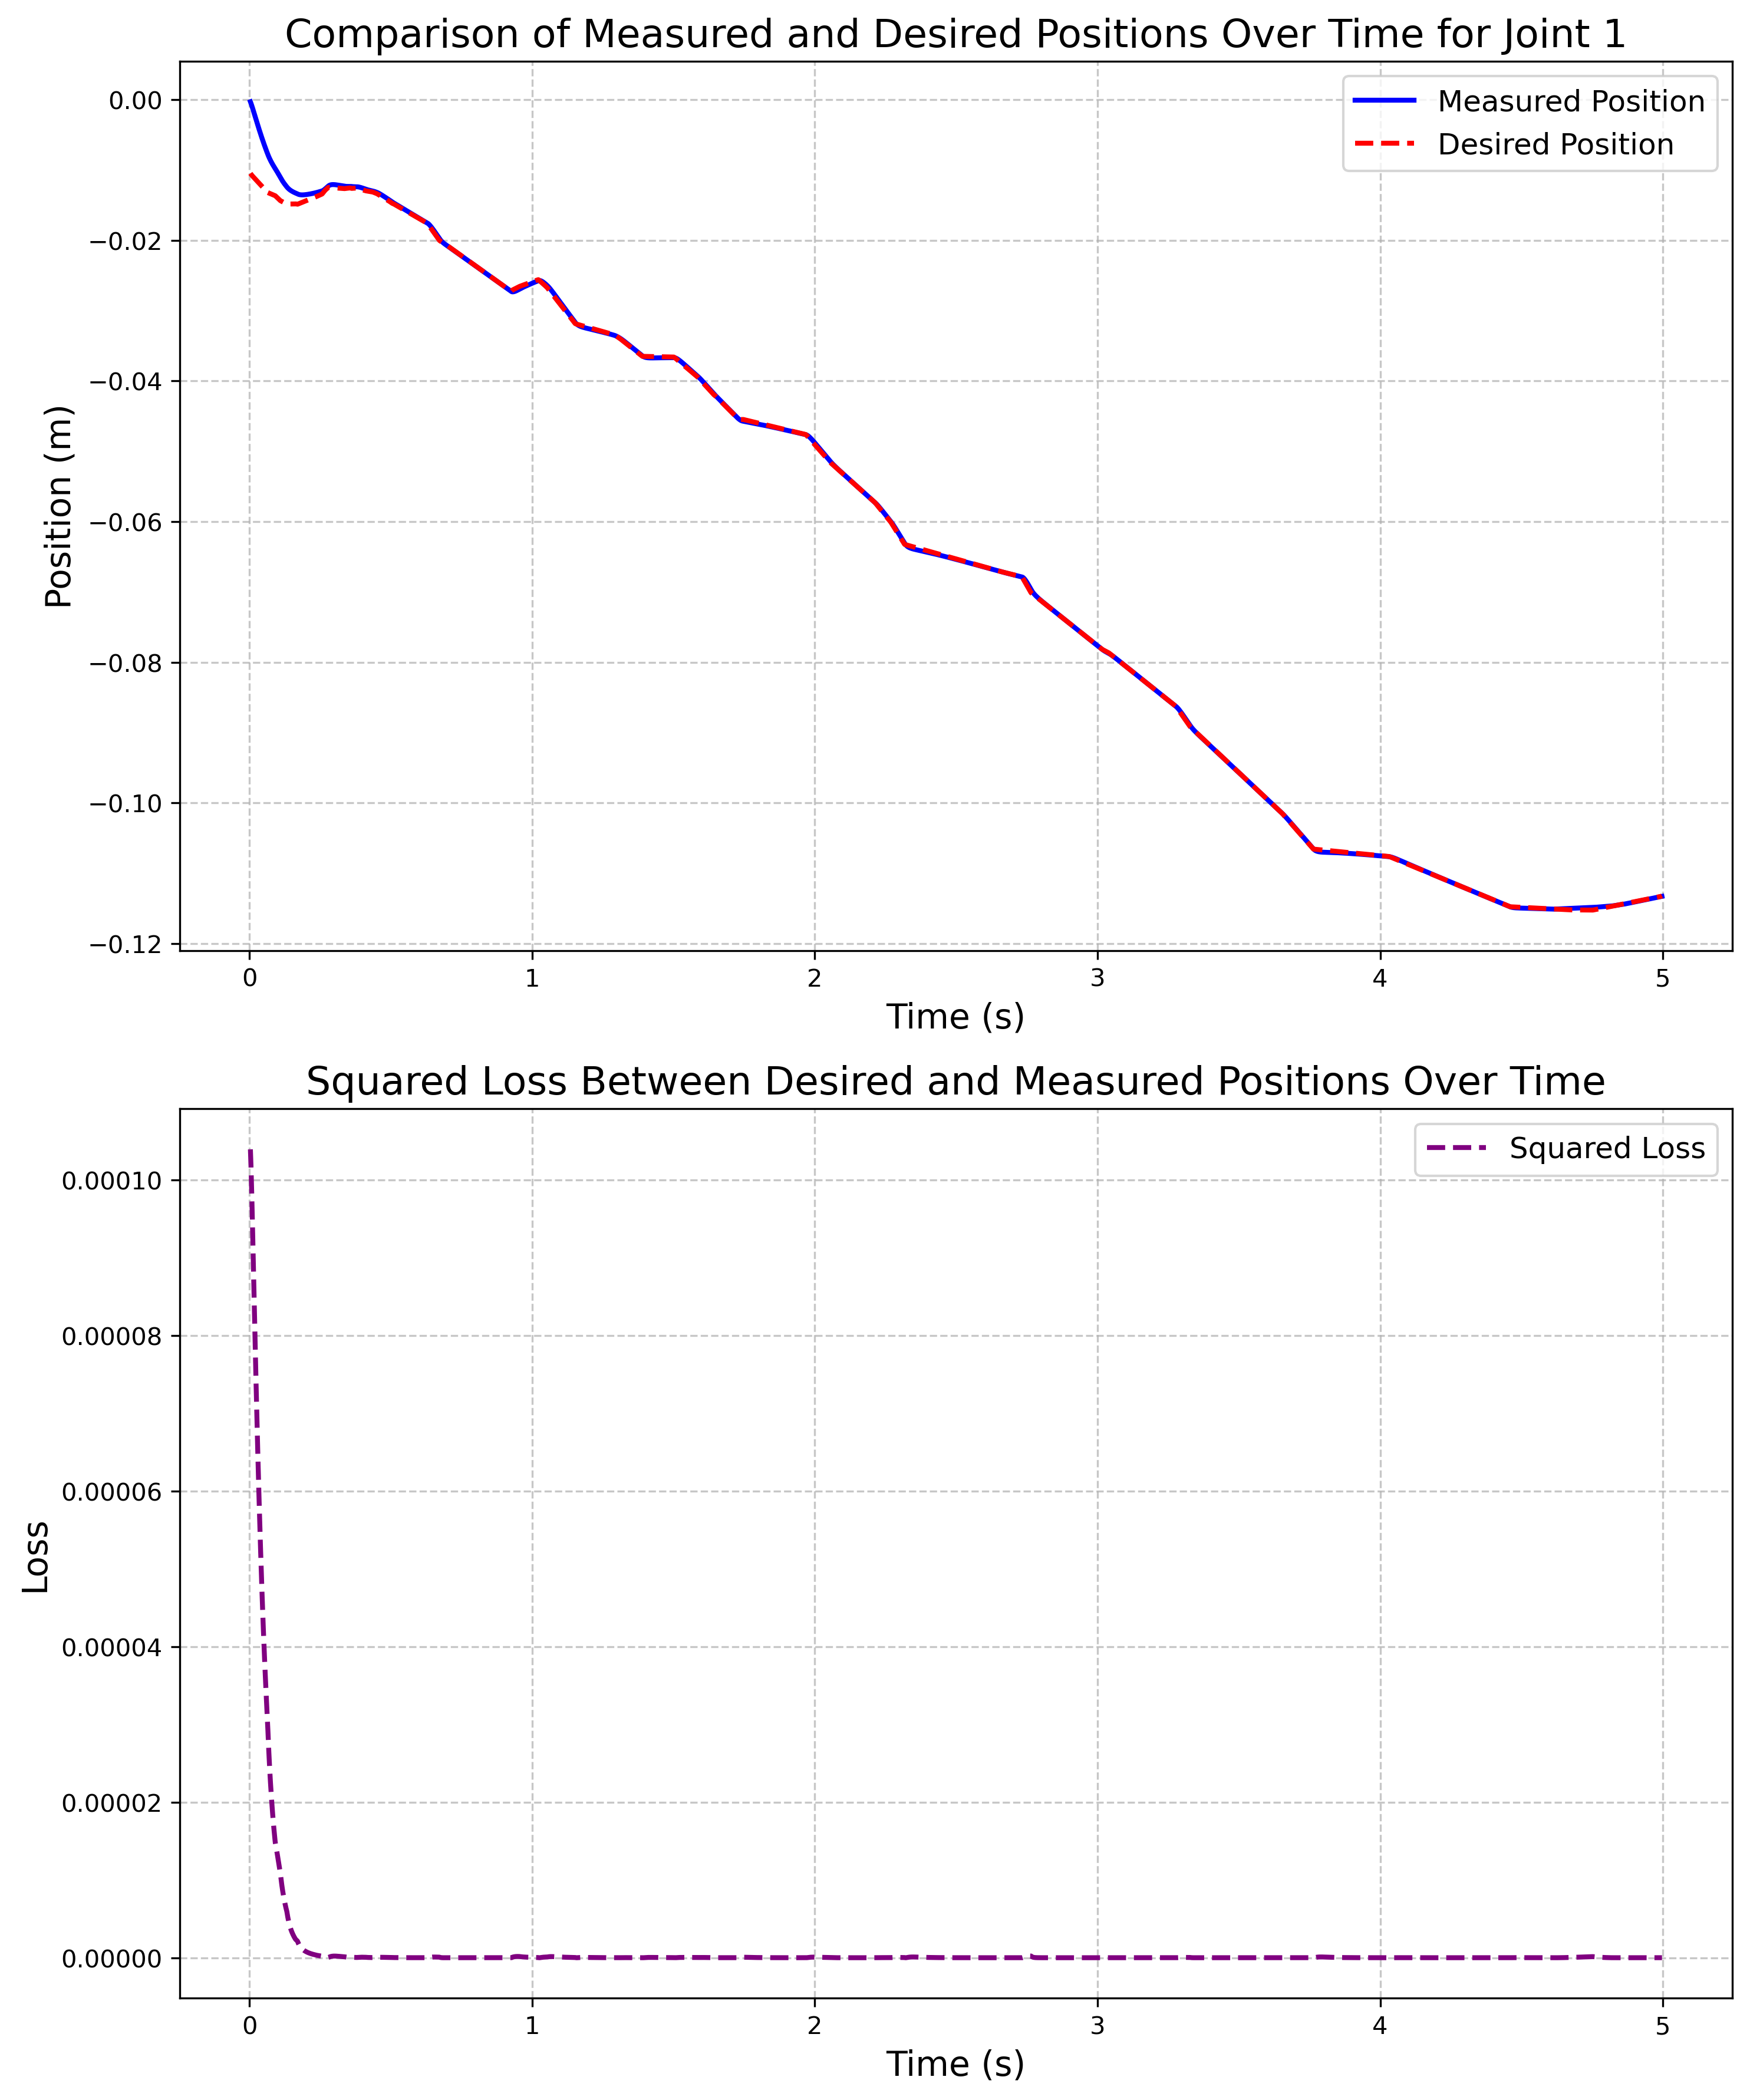 Comparison of Measured and Desired Positions Over Time for Joint 1
Measured Position
Desired Position
Position (m)
0.00
−0.02
−0.04
−0.06
−0.08
−0.10
−0.12
0 1 2 3 4 5
Time (s)
Squared Loss Between Desired and Measured Positions Over Time
Squared Loss
Loss
0.00010
0.00008
0.00006
0.00004
0.00002
0.00000
0 1 2 3 4 5
Time (s)